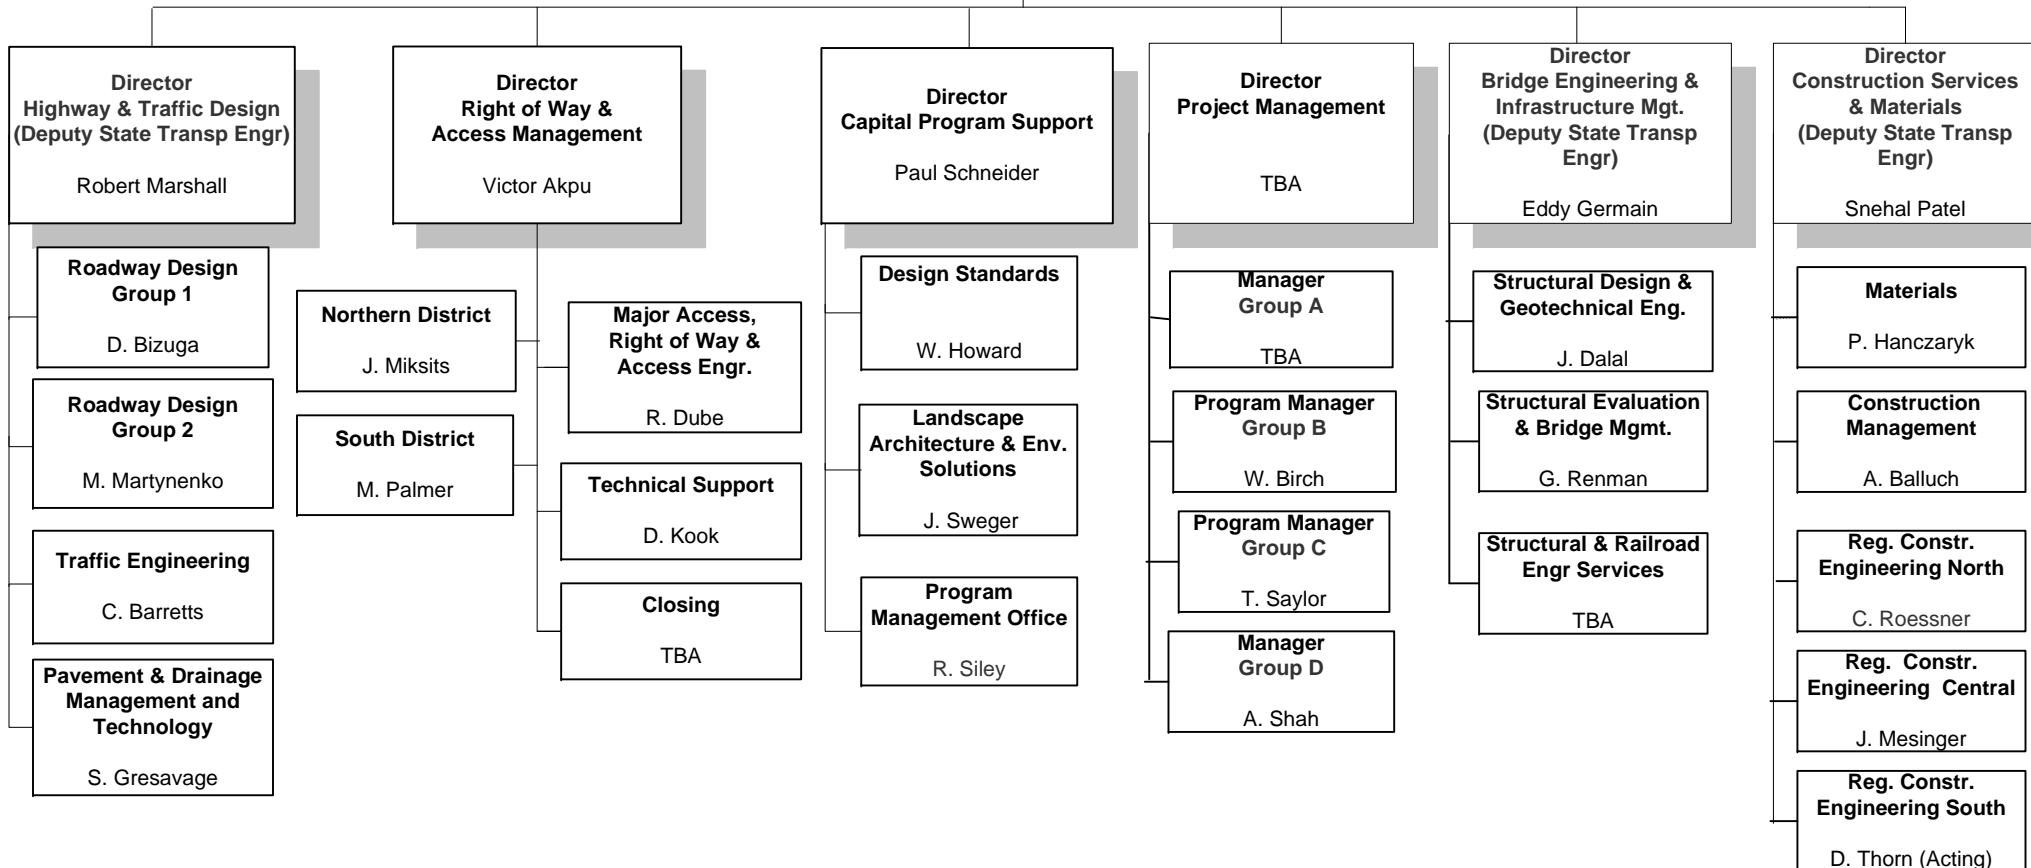 Director
Highway & Traffic Design
(Deputy State Transp Engr)
Robert Marshall
Roadway Design
Group 1
D. Bizuga
Roadway Design
Group 2
M. Martynenko
Traffic Engineering
C. Barretts
Pavement & Drainage
Management and
Technology
S. Gresavage
Director
Right of Way &
Access Management
Victor Akpu
Northern District
J. Miksits
South District
M. Palmer
Major Access,
Right of Way &
Access Engr.
R. Dube
Technical Support
D. Kook
Closing
TBA
Director
Capital Program Support
Paul Schneider
Design Standards
W. Howard
Landscape
Architecture & Env.
Solutions
J. Sweger
Program
Management Office
R. Siley
Director
Project Management
TBA
Manager
Group A
TBA
Program Manager
Group B
W. Birch
Program Manager
Group C
T. Saylor
Manager
Group D
A. Shah
Director
Bridge Engineering &
Infrastructure Mgt.
(Deputy State Transp
Engr)
Eddy Germain
Structural Design &
Geotechnical Eng.
J. Dalal
Structural Evaluation
& Bridge Mgmt.
G. Renman
Structural & Railroad
Engr Services
TBA
Director
Construction Services
& Materials
(Deputy State Transp
Engr)
Snehal Patel
Materials
P. Hanczaryk
Construction
Management
A. Balluch
Reg. Constr.
Engineering North
C. Roessner
Reg. Constr.
Engineering Central
J. Mesinger
Reg. Constr.
Engineering South
D. Thorn (Acting)